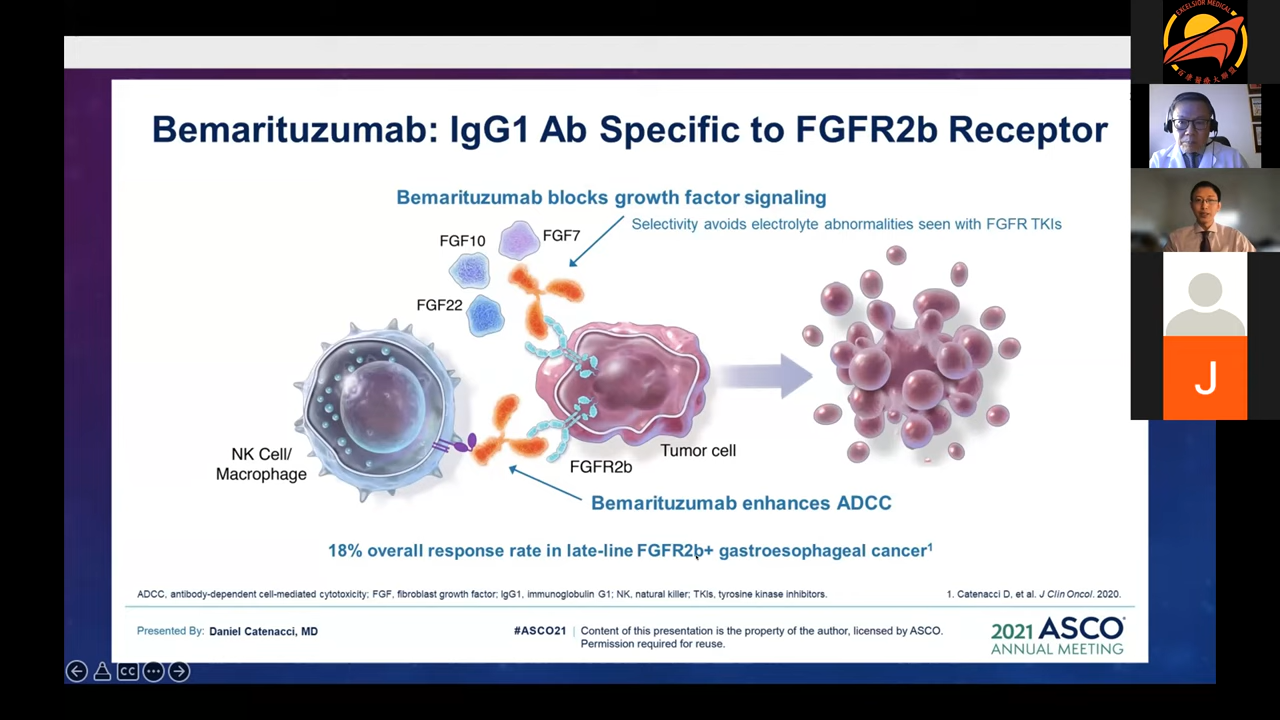 Bemarituzumab: IgG1 Ab Specific to FGFR2b Receptor
Bemarituzumab blocks growth factor signaling
Selectivity avoids electrolyte abnormalities seen with FGFR TKIs
FGF10
FGF7
FGF22
NK Cell/
Macrophage
FGFR2b
Tumor cell
Bemarituzumab enhances ADCC
18% overall response rate in late-line FGFR2b+ gastroesophageal cancer1
ADCC, antibody-dependent cell-mediated cytotoxicity; FGF, fibroblast growth factor; IgG1, immunoglobulin G1; NK, natural killer; TKIs, tyrosine kinase inhibitors.
1. Catenacci D, et al. J Clin Oncol. 2020.
Presented By: Daniel Catenacci, MD
#ASCO21
Content of this presentation is the property of the author, licensed by ASCO.
Permission required for reuse.
2021 ASCO
ANNUAL MEETING
CC
EXCELSIOR MEDICAL
J